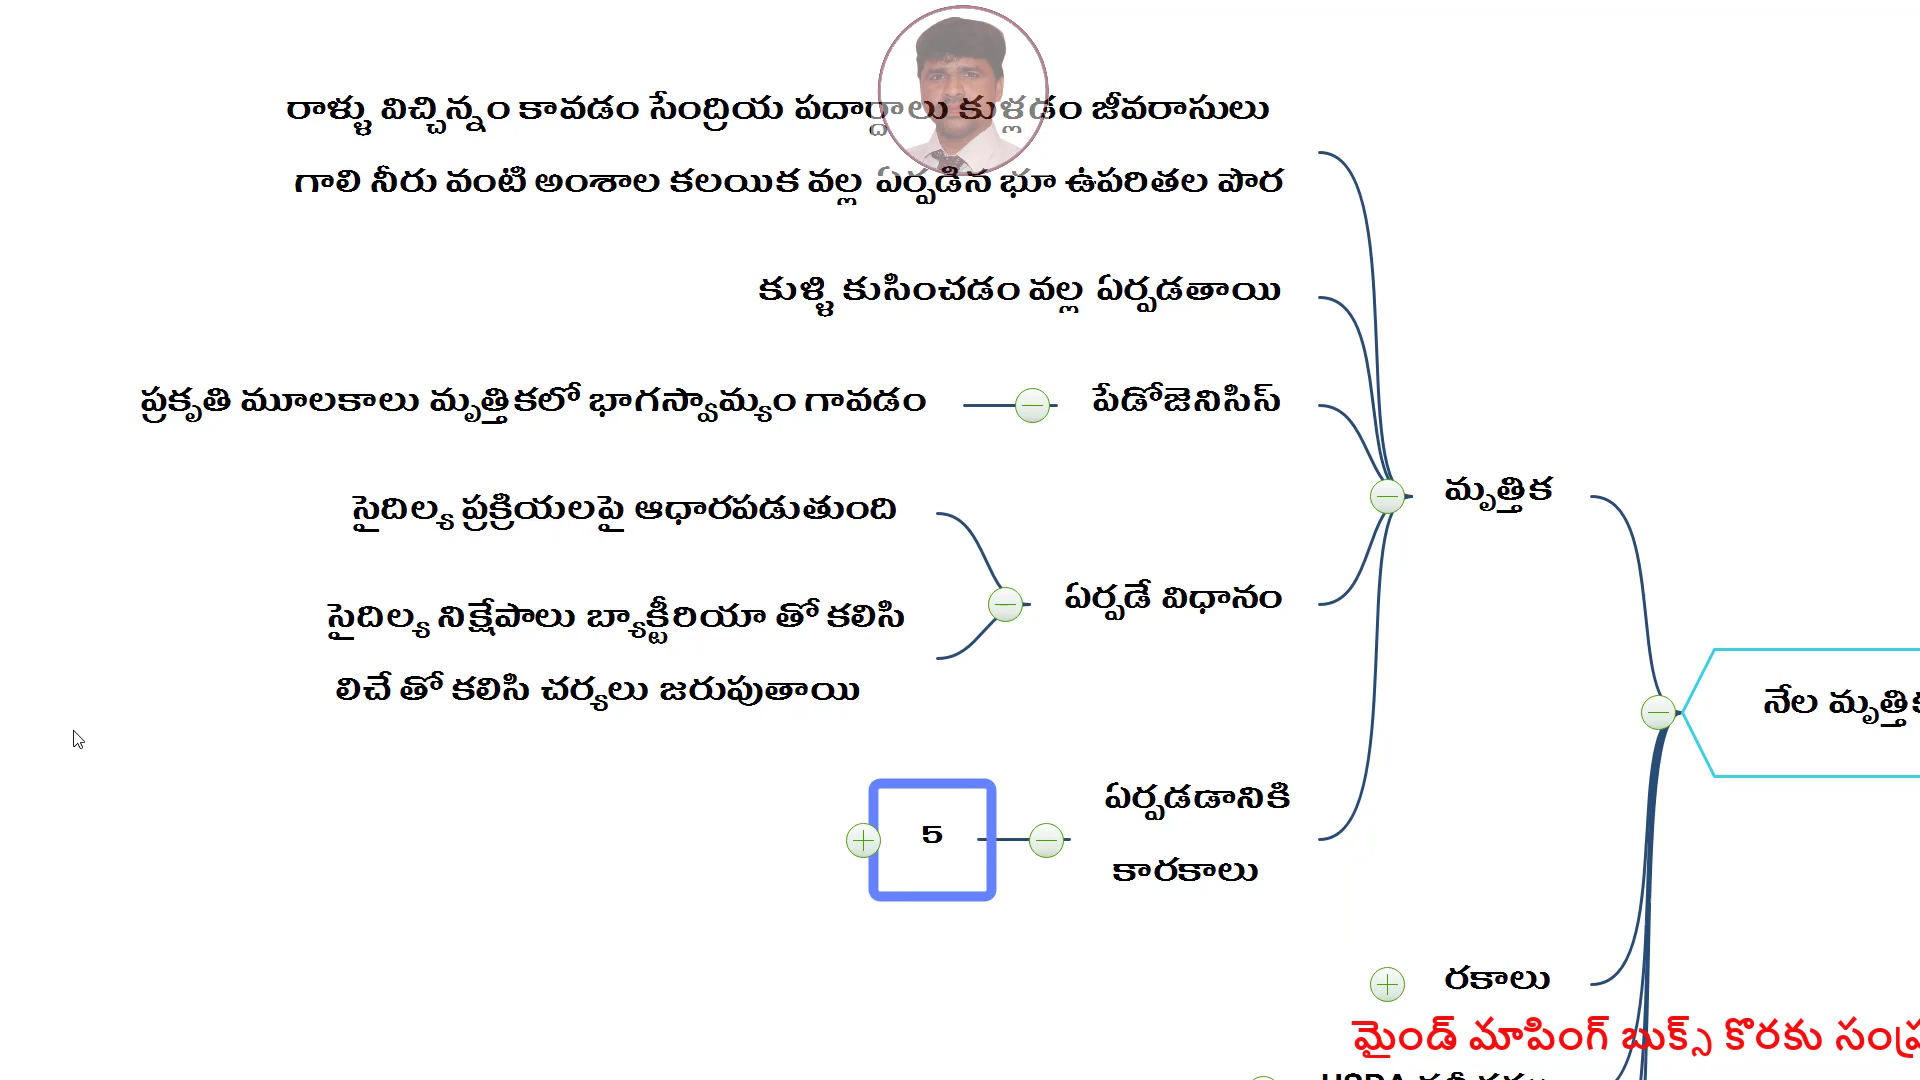 రాళ్ళు విచ్చిన్నం కావడం సేంద్రియ పదార్దాలు కుళ్లడం జీవరాసులు
గాలి నీరు వంటి అంశాల కలయిక వల్ల ఏర్పడిన భూ ఉపరితల పొర
కుళ్ళి కుసించడం వల్ల ఏర్పడతాయి
ప్రకృతి మూలకాలు మృత్తికలో భాగస్వామ్యం గావడం
పేడోజెనిసిస్
సైదిల్య ప్రక్రియలపై ఆధారపడుతుంది
మృత్తిక
ఏర్పడే విధానం
సైదిల్య నిక్షేపాలు బ్యాక్టీరియా తో కలిసి
లిచే తో కలిసి చర్యలు జరుపుతాయి
నేల
5
ఏర్పడడానికి
కారకాలు
రకాలు
మైండ్ మాపింగ్ బుక్స్ కొరకు